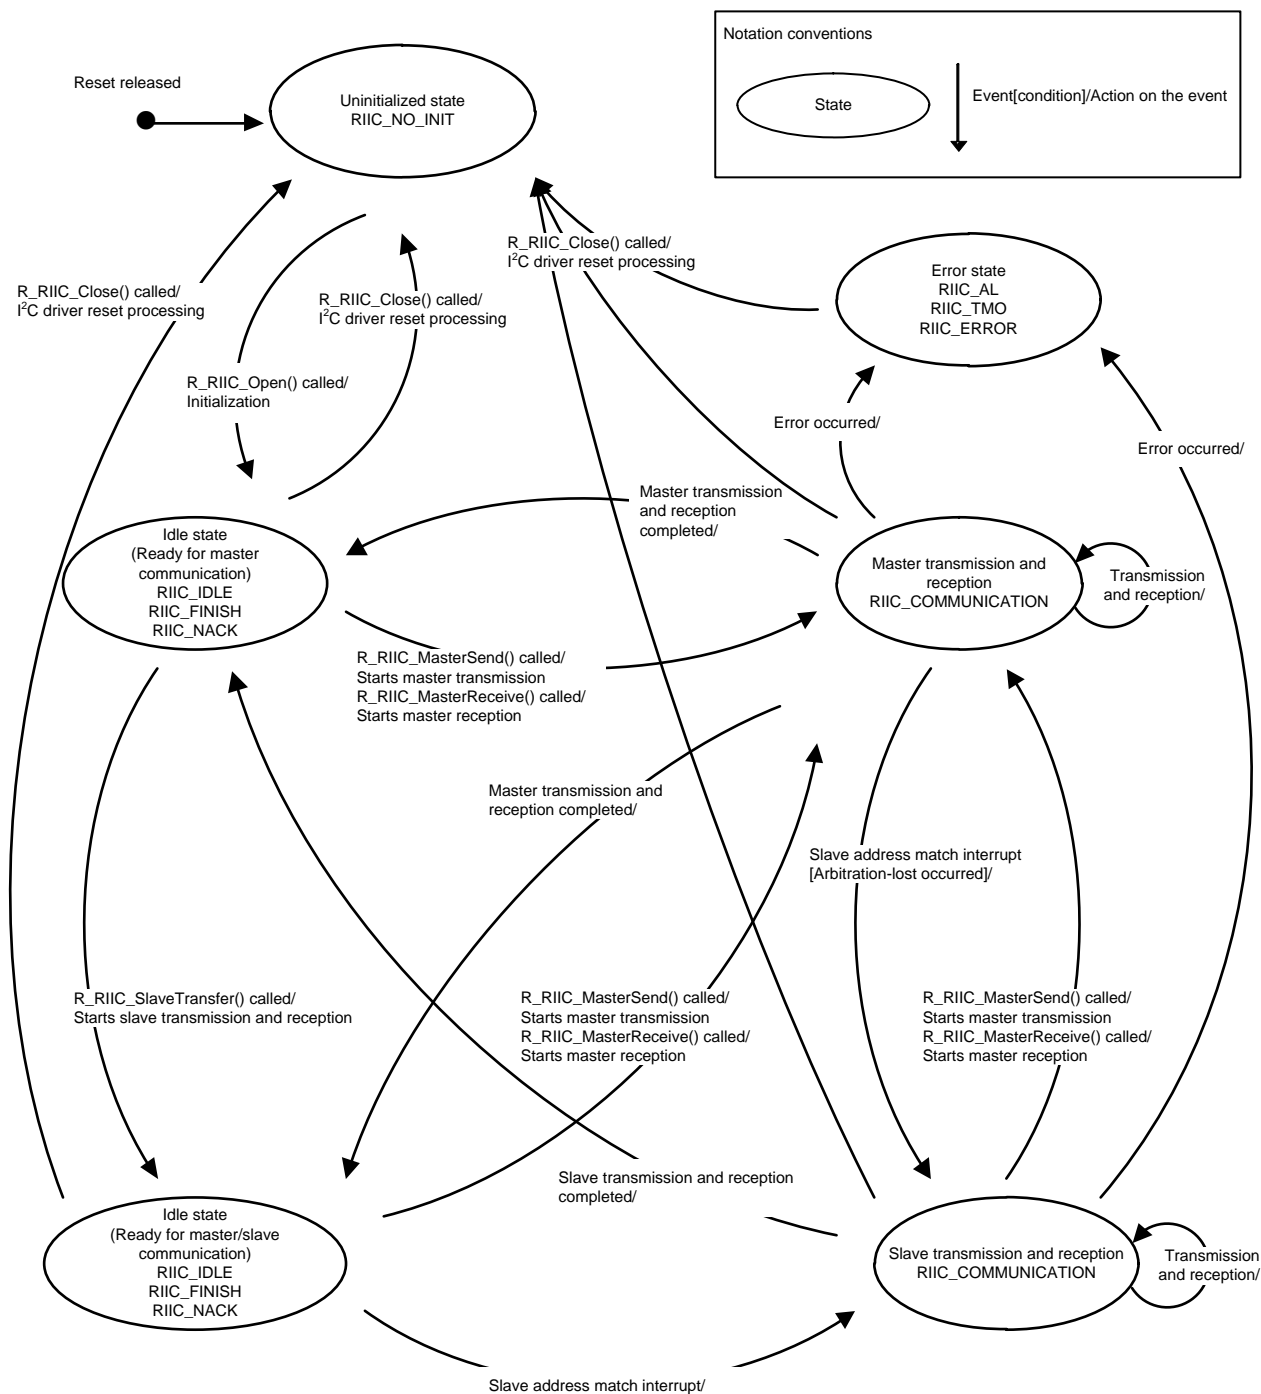 Notation conventions
State
Event[condition]/Action on the event
Reset released
Uninitialized state
RIIC_NO_INIT
R_RIIC_Close() called/
I²C driver reset processing
R_RIIC_Close() called/
I²C driver reset processing
R_RIIC_Close() called/
I²C driver reset processing
Error state
RIIC_AL
RIIC_TMO
RIIC_ERROR
R_RIIC_Open() called/
Initialization
Error occurred/
Error occurred/
Master transmission
and reception
completed/
Idle state
(Ready for master
communication)
RIIC_IDLE
RIIC_FINISH
RIIC_NACK
Master transmission and
reception
RIIC_COMMUNICATION
Transmission
and reception/
R_RIIC_MasterSend() called/
Starts master transmission
R_RIIC_MasterReceive() called/
Starts master reception
Master transmission and
reception completed/
Slave address match interrupt
[Arbitration-lost occurred]/
R_RIIC_SlaveTransfer() called/
Starts slave transmission and reception
R_RIIC_MasterSend() called/
Starts master transmission
R_RIIC_MasterReceive() called/
Starts master reception
R_RIIC_MasterSend() called/
Starts master transmission
R_RIIC_MasterReceive() called/
Starts master reception
Slave transmission and reception
completed/
Idle state
(Ready for master/slave
communication)
RIIC_IDLE
RIIC_FINISH
RIIC_NACK
Slave transmission and reception
RIIC_COMMUNICATION
Transmission
and reception/
Slave address match interrupt/